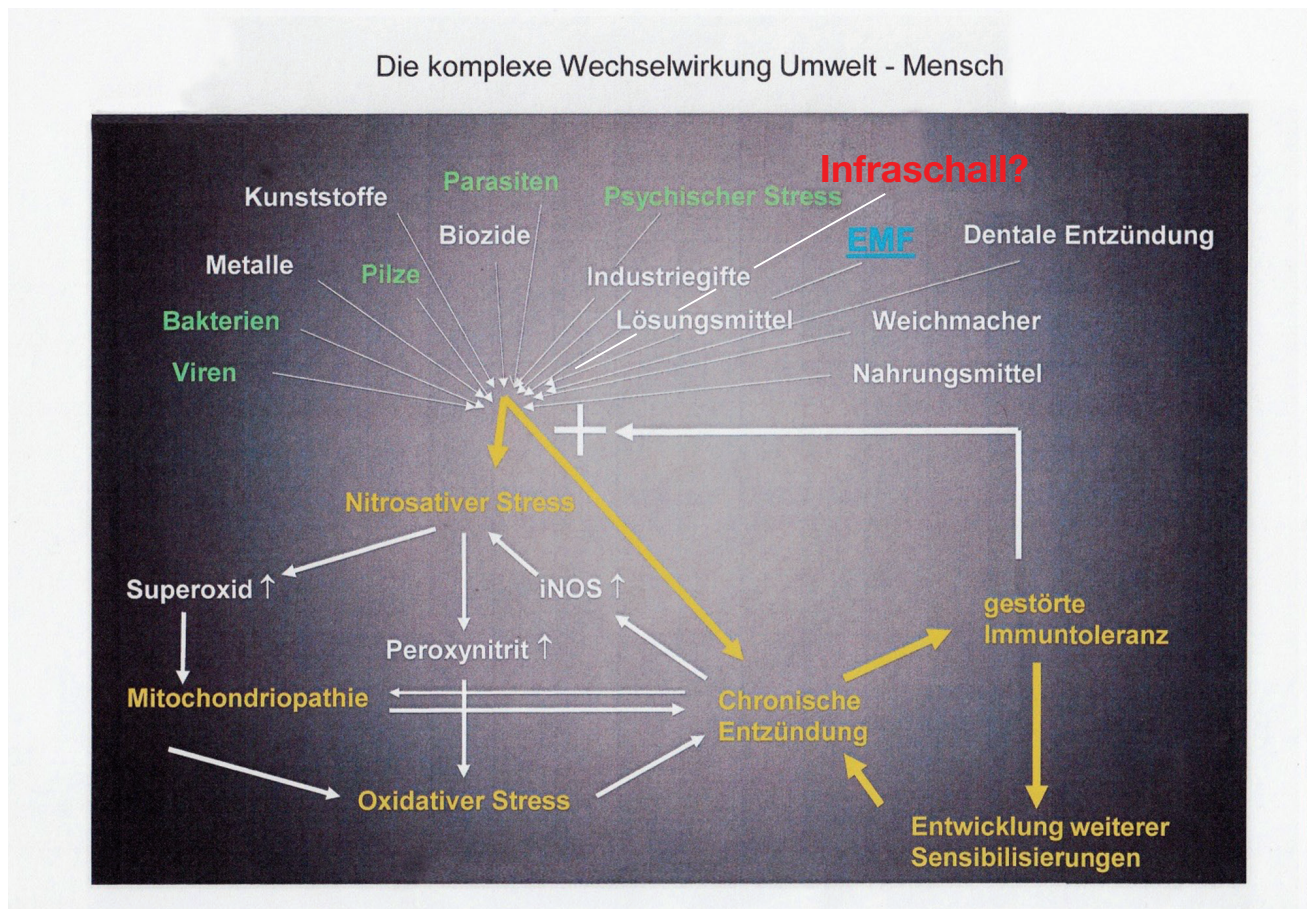 Die komplexe Wechselwirkung Umwelt - Mensch
Infraschall?
Kunststoffe
Parasiten
Psychischer Stress
Biozide
EMF
Dentale Entzündung
Metalle
Pilze
Industriegifte
Bakterien
Lösungsmittel
Weichmacher
Viren
Nahrungsmittel
Nitrosativer Stress
Superoxid ↑
iNOS ↑
gestörte
Immuntoleranz
Peroxynitrit ↑
Mitochondriopathie
Chronische
Entzündung
Oxidativer Stress
Entwicklung weiterer
Sensibilisierungen